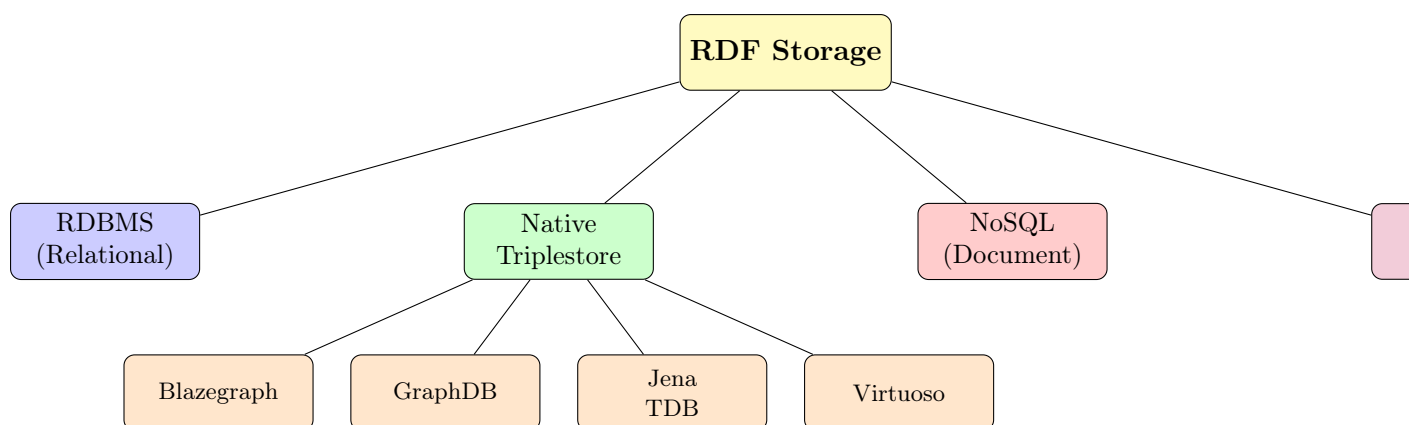 RDF Storage
RDBMS
(Relational)
Native
Triplestore
NoSQL
(Document)
Blazegraph
GraphDB
Jena
TDB
Virtuoso